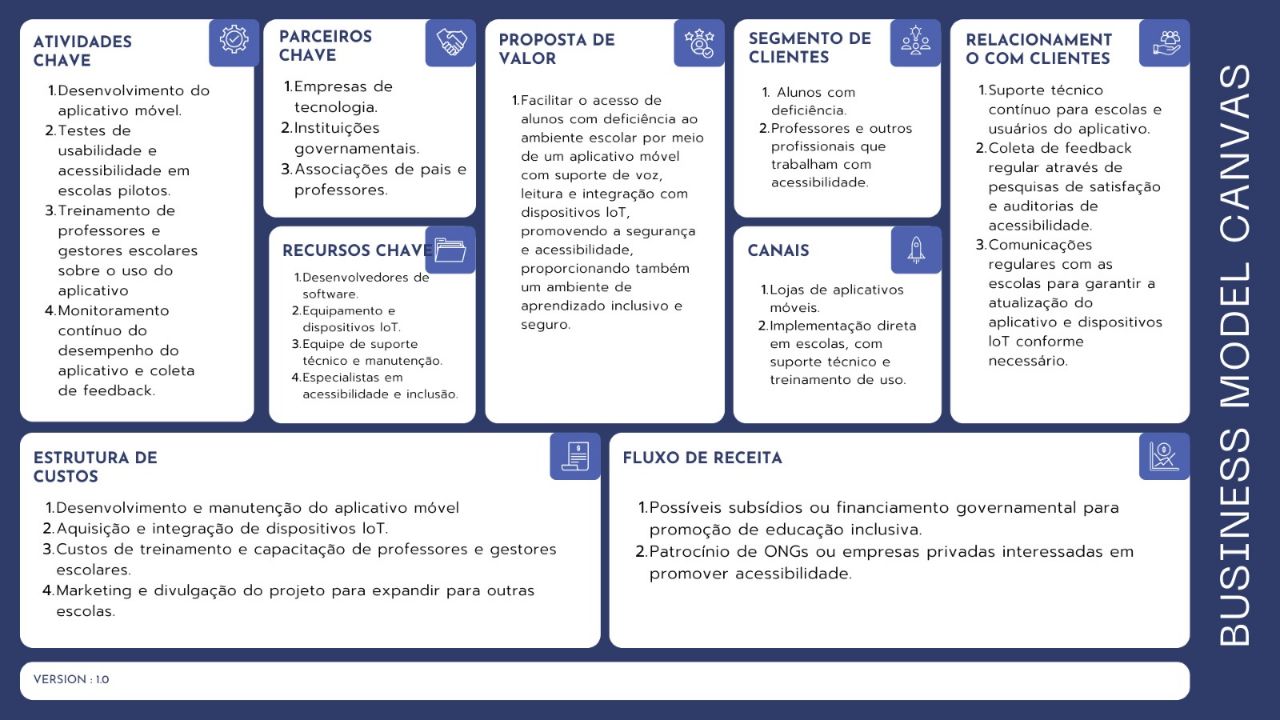 ATIVIDADES
CHAVE
1.Desenvolvimento do
aplicativo móvel.
2.Testes de
usabilidade e
acessibilidade em
escolas pilotos.
3.Treinamento de
professores e
gestores escolares
sobre o uso do
aplicativo
4.Monitoramento
contínuo do
desempenho do
aplicativo e coleta
de feedback.
PARCEIROS
CHAVE
1.Empresas de
tecnologia.
2.Instituições
governamentais.
3.Associações de pais e
professores.
RECURSOS CHAVE
1.Desenvolvedores de
software.
2.Equipamento e
dispositivos IoT.
3.Equipe de suporte
técnico e manutenção.
4.Especialistas em
acessibilidade e inclusão.
PROPOSTA DE
VALOR
1.Facilitar o acesso de
alunos com deficiência ao
ambiente escolar por meio
de um aplicativo móvel
com suporte de voz,
leitura e integração com
dispositivos IoT,
promovendo a segurança
e acessibilidade,
proporcionando também
um ambiente de
aprendizado inclusivo e
seguro.
SEGMENTO DE
CLIENTES
1. Alunos com
deficiência.
2.Professores e outros
profissionais que
trabalham com
acessibilidade.
CANAIS
1.Lojas de aplicativos
móveis.
2.Implementação direta
em escolas, com
suporte técnico e
treinamento de uso.
RELACIONAMENT
O COM CLIENTES
1.Suporte técnico
contínuo para escolas e
usuários do aplicativo.
2.Coleta de feedback
regular através de
pesquisas de satisfação
e auditorias de
acessibilidade.
3.Comunicações
regulares com as
escolas para garantir a
atualização do
aplicativo e dispositivos
IoT conforme
necessário.
ESTRUTURA DE
CUSTOS
1.Desenvolvimento e manutenção do aplicativo móvel
2.Aquisição e integração de dispositivos IoT.
3.Custos de treinamento e capacitação de professores e gestores
escolares.
4.Marketing e divulgação do projeto para expandir para outras
escolas.
FLUXO DE RECEITA
1.Possíveis subsídios ou financiamento governamental para
promoção de educação inclusiva.
2.Patrocínio de ONGs ou empresas privadas interessadas em
promover acessibilidade.
VERSION : 1.0
BUSINESS MODEL CANVAS